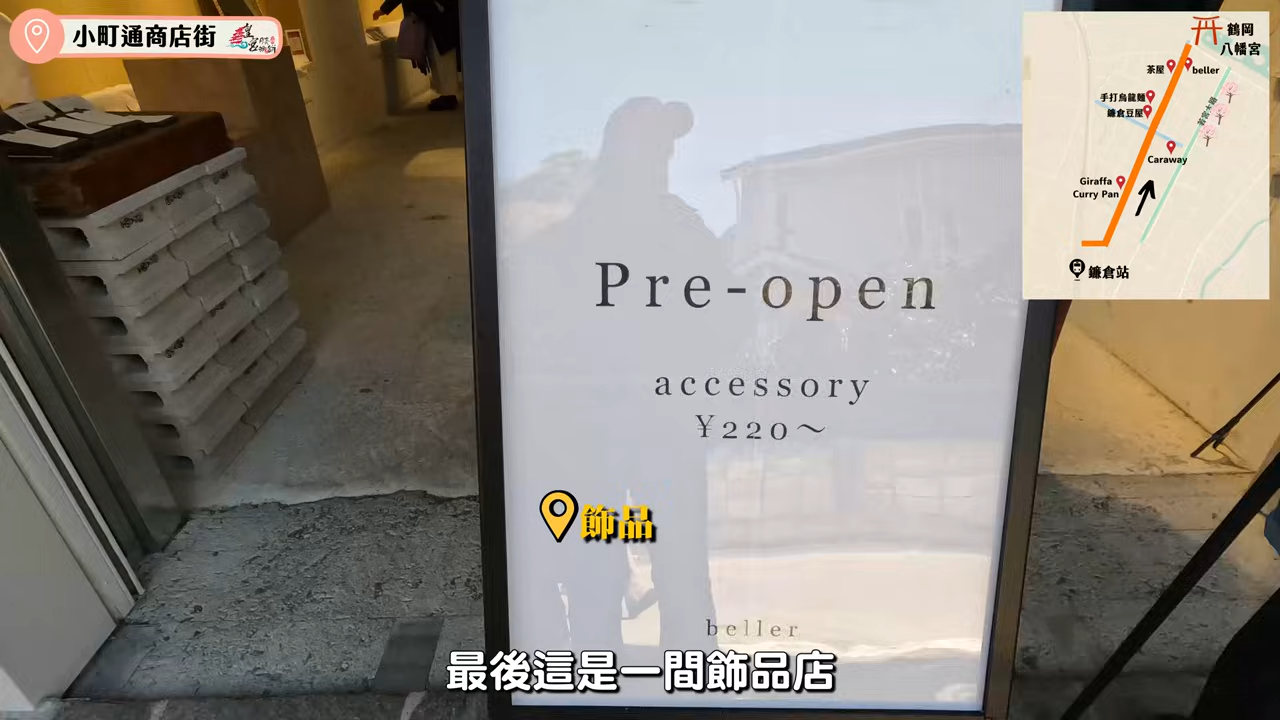 小町通商店街
鶴岡
八幡宮
茶屋
beller
手打烏龍麵
鎌倉豆屋
Caraway
Giraffa
Curry Pan
鎌倉站
Pre-open
accessory
¥220~
飾品
beller
最後這是一間飾品店